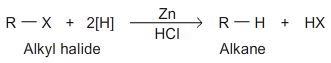 R — X + 2[H] Zn HCl R — H + HX
Alkyl halide Alkane